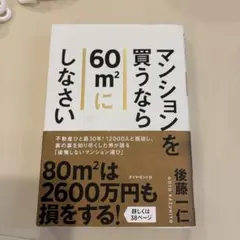 マンションを
買うなら
60m²に
しなさい
不動産ひと筋30年!12000人と面談し、
裏の裏を知り尽くした男が語る
「後悔しないマンション選び」
ダイヤモンド社
後藤一仁
GOTO KAZUHITO
80m²は
2600万円も
損をする!
詳しくは
38ページ